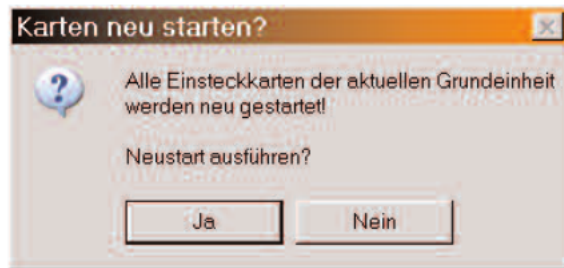 Karten neu starten?
Alle Einsteckkarten der aktuellen Grundeinheit
werden neu gestartet!
Neustart ausführen?
Ja
Nein